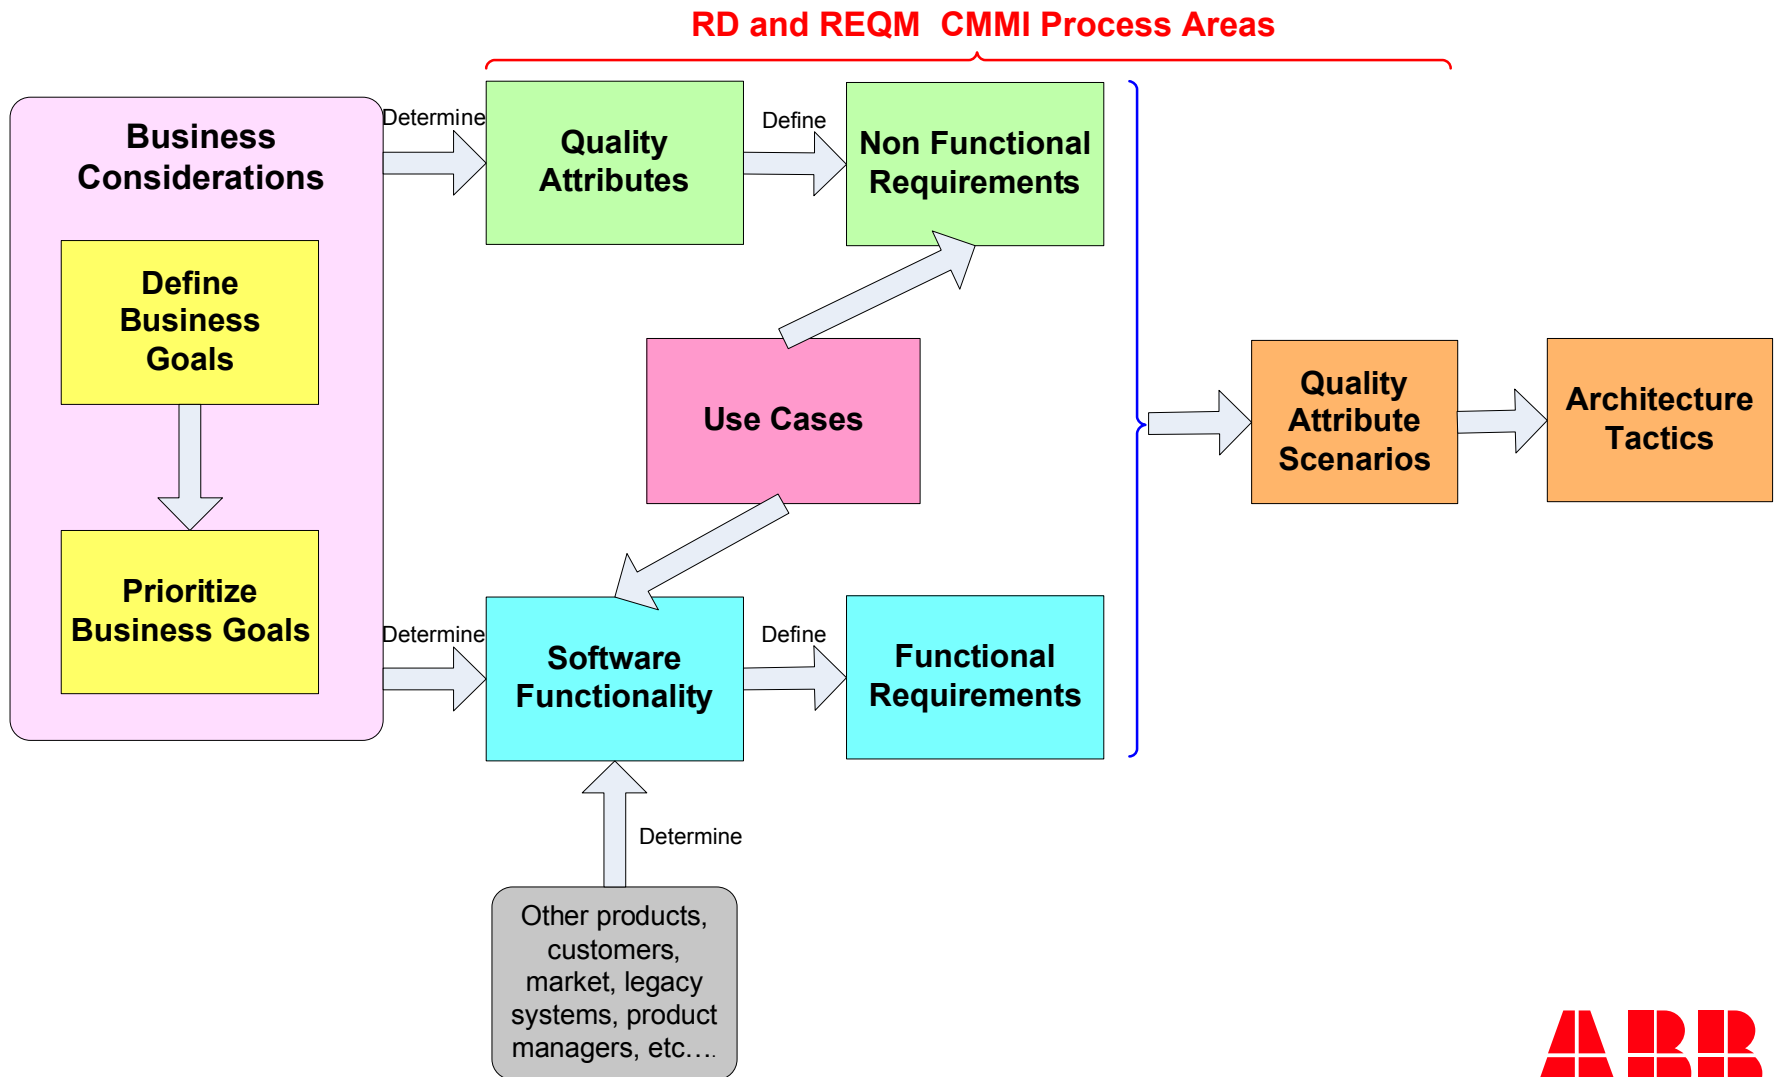 RD and REQM  CMMI Process Areas
Business
Considerations
Define
Business
Goals
Prioritize
Business Goals
Determine
Quality
Attributes
Define
Non Functional
Requirements
Use Cases
Determine
Software
Functionality
Define
Functional
Requirements
Quality
Attribute
Scenarios
Architecture
Tactics
Determine
Other products,
customers,
market, legacy
systems, product
managers, etc….
ABB